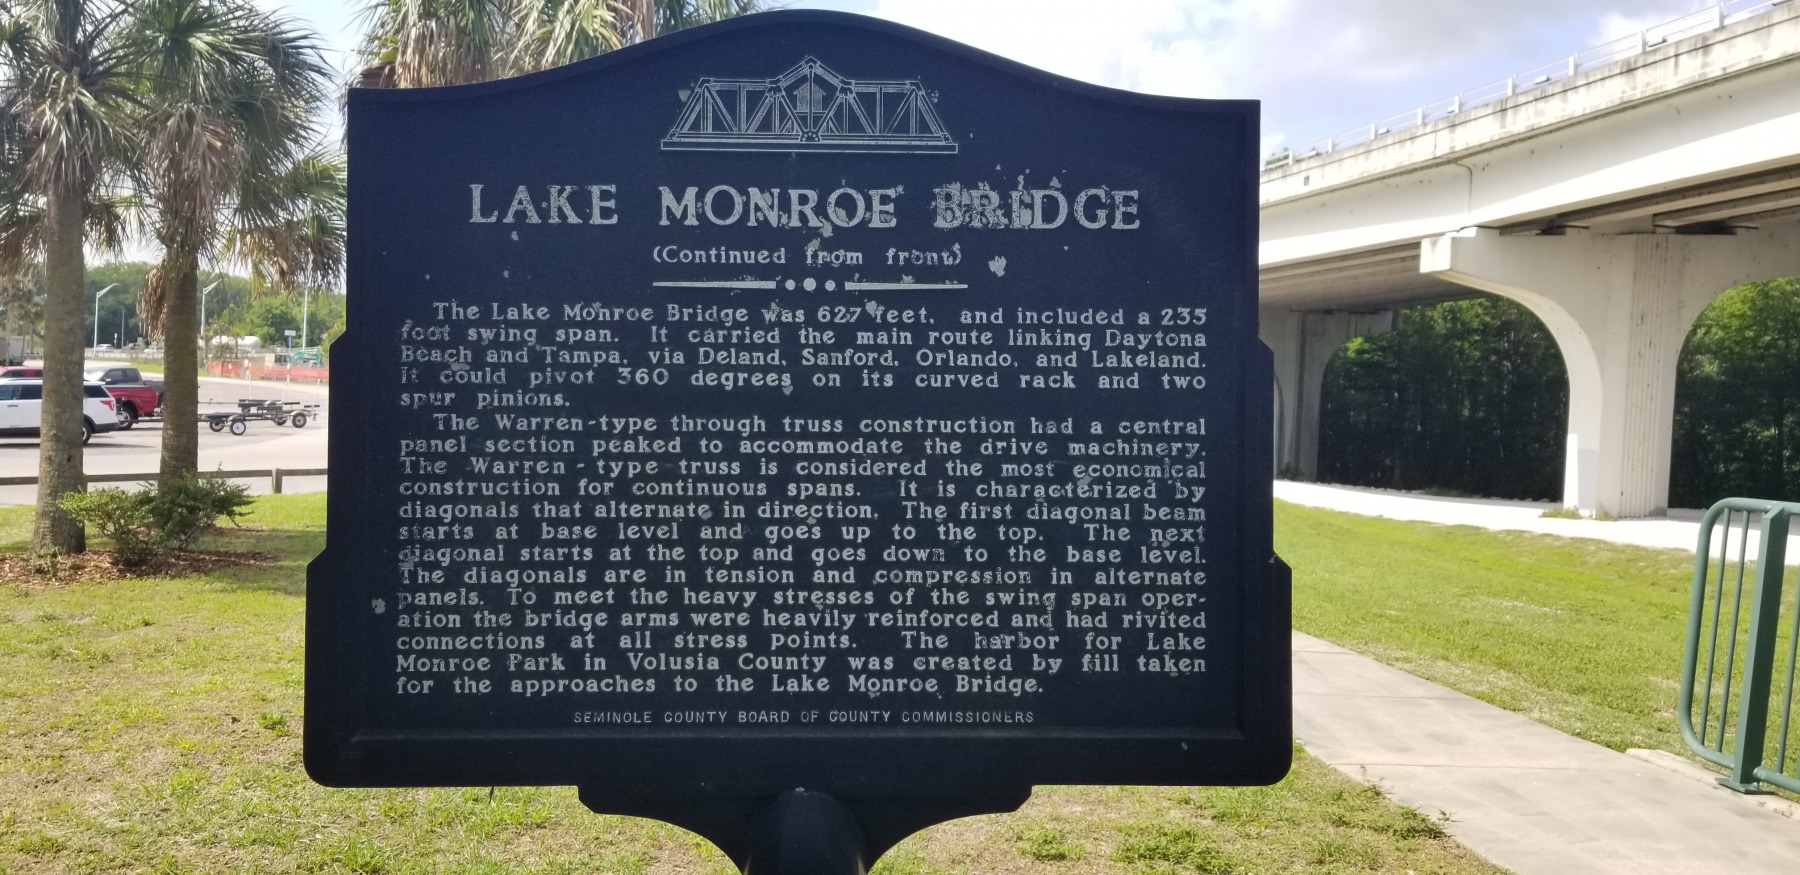 LAKE MONROE BRIDGE
(Continued from front)
The Lake Monroe Bridge was 627 feet, and included a 235
foot swing span. It carried the main route linking Daytona
Beach and Tampa, via Deland, Sanford, Orlando, and Lakeland.
It could pivot 360 degrees on its curved rack and two
spur pinions.
The Warren-type through truss construction had a central
panel section peaked to accommodate the drive machinery.
The Warren-type truss is considered the most economical
construction for continuous spans. It is characterized by
diagonals that alternate in direction. The first diagonal beam
starts at base level and goes up to the top. The next
diagonal starts at the top and goes down to the base level.
The diagonals are in tension and compression in alternate
panels. To meet the heavy stresses of the swing span oper-
ation the bridge arms were heavily reinforced and had rivited
connections at all stress points. The harbor for Lake
Monroe Park in Volusia County was created by fill taken
for the approaches to the Lake Monroe Bridge.
SEMINOLE COUNTY BOARD OF COUNTY COMMISSIONERS